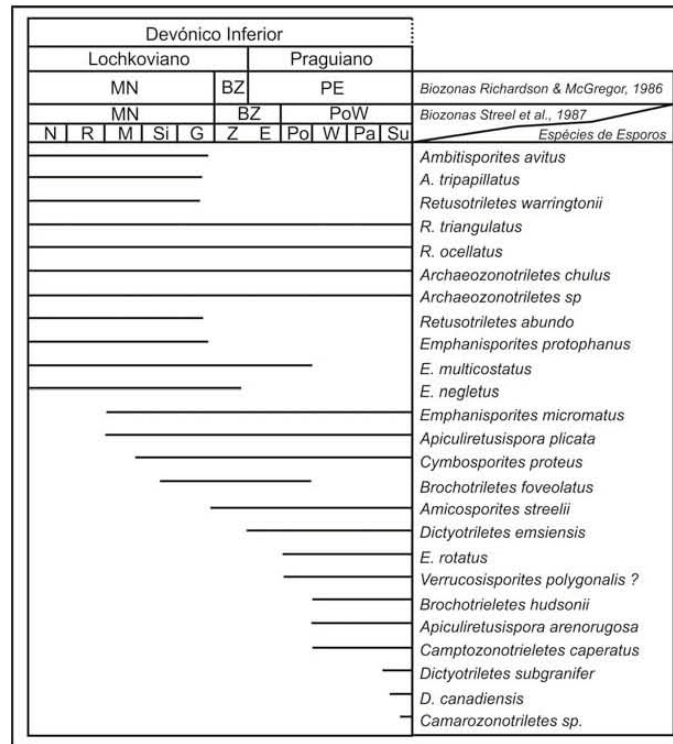 Devónico Inferior
Lochkoviano Praguiano
MN BZ PE Biozonas Richardson & McGregor, 1986
MN BZ PoW Biozonas Streel et al., 1987
N R M Si G Z E Po W Pa Su Espécies de Esporos
Ambitisporites avitus
A. tripapillatus
Retusotriletes warringtonii
R. triangulatus
R. ocellatus
Archaeozonotriletes chulus
Archaeozonotriletes sp
Retusotriletes abundo
Emphanisporites protophanus
E. multicostatus
E. negletus
Emphanisporites micromatus
Apiculiretusispora plicata
Cymbosporites proteus
Brochotriletes foveolatus
Amicosporites streelii
Dictyotriletes emsiensis
E. rotatus
Verrucosisporites polygonalis ?
Brochotrieletes hudsonii
Apiculiretusispora arenorugosa
Camptozonotrieletes caperatus
Dictyotriletes subgranifer
D. canadiensis
Camarozonotriletes sp.